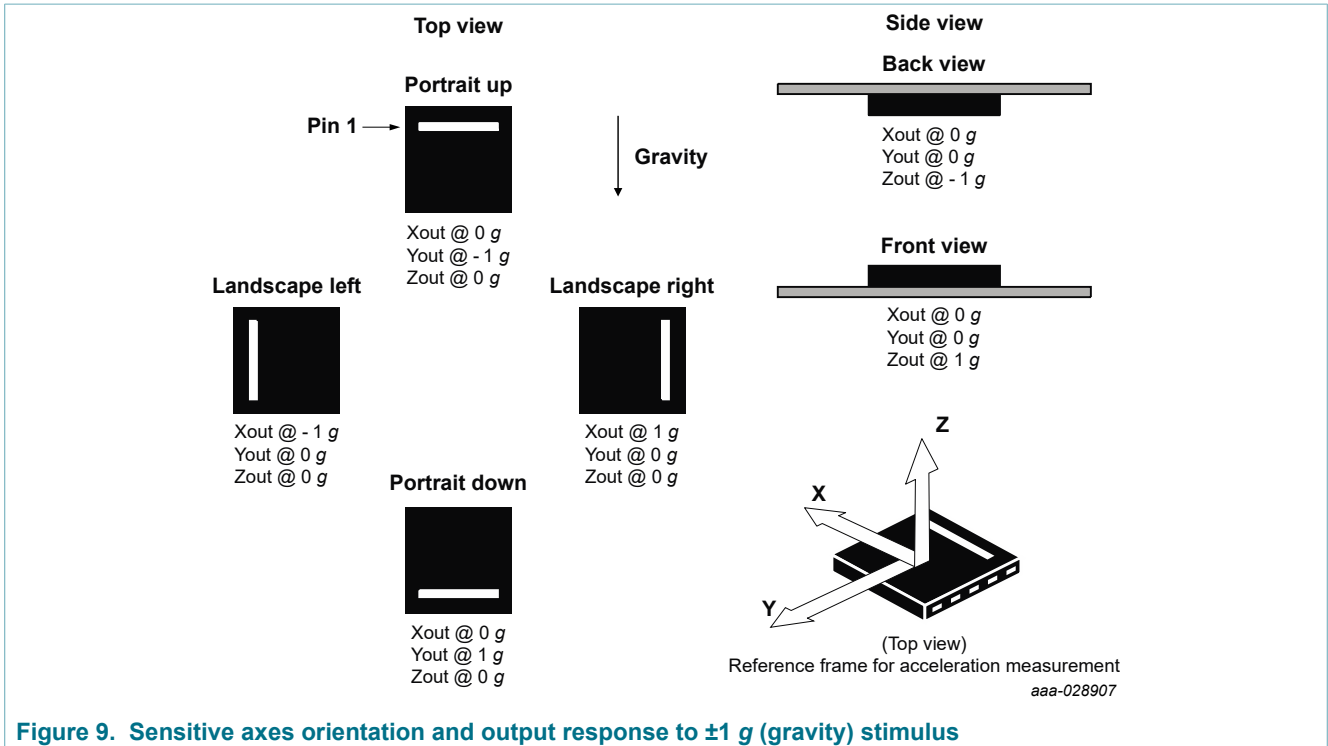 Top view
Side view
Back view
Portrait up
Pin 1
Gravity
Xout @ 0 g
Yout @ 0 g
Zout @ - 1 g
Xout @ 0 g
Yout @ - 1 g
Zout @ 0 g
Front view
Landscape left
Landscape right
Xout @ 0 g
Yout @ 0 g
Zout @ 1 g
Xout @ - 1 g
Yout @ 0 g
Zout @ 0 g
Xout @ 1 g
Yout @ 0 g
Zout @ 0 g
Portrait down
Z
X
Y
Xout @ 0 g
Yout @ 1 g
Zout @ 0 g
(Top view)
Reference frame for acceleration measurement
aaa-028907
Figure 9. Sensitive axes orientation and output response to ±1 g (gravity) stimulus